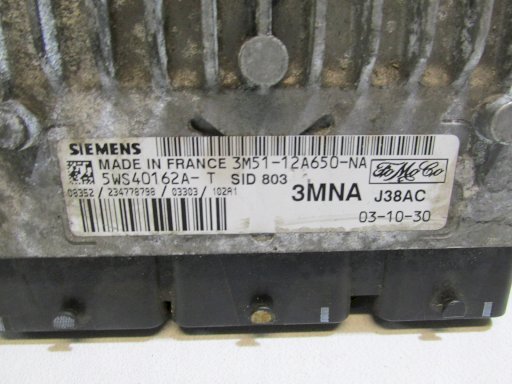 SIEMENS
MADE IN FRANCE 3M51-12A650-NA
5WS40162A- T SID 803
08352 / 234778798 / 03303 / 102A1
3MNA
FoMoCo
J38AC
03-10-30